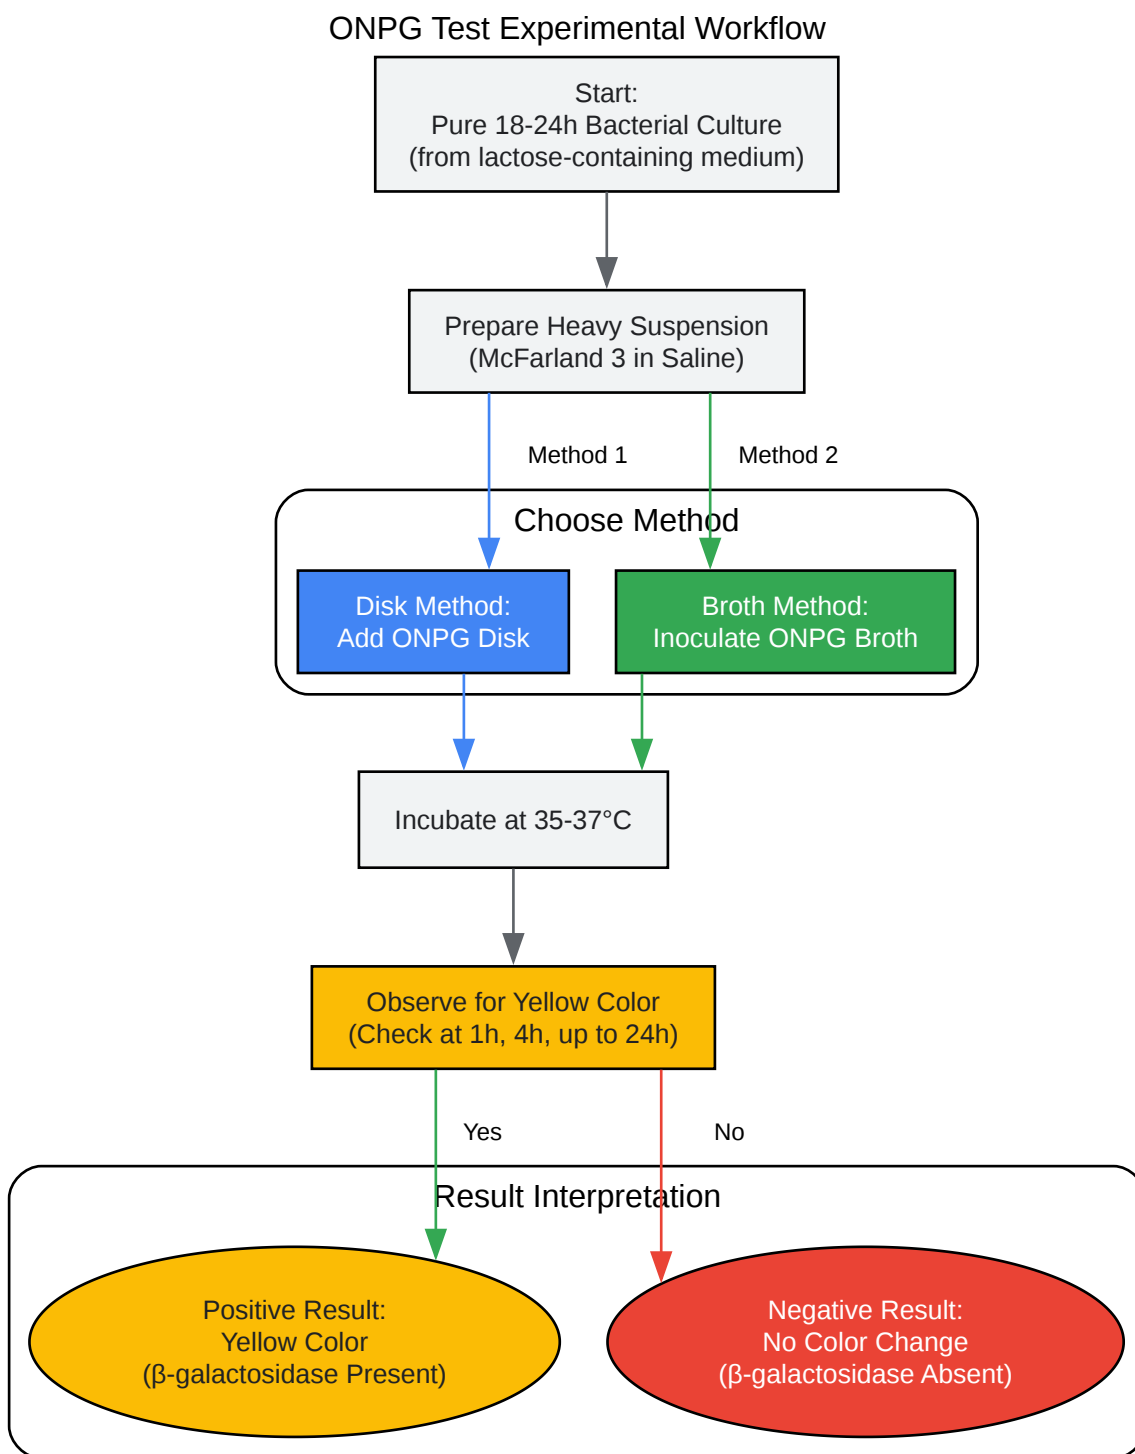 ONPG Test Experimental Workflow
Start:
Pure 18-24h Bacterial Culture
(from lactose-containing medium)
Prepare Heavy Suspension
(McFarland 3 in Saline)
Method 1
Method 2
Choose Method
Disk Method:
Add ONPG Disk
Broth Method:
Inoculate ONPG Broth
Incubate at 35-37°C
Observe for Yellow Color
(Check at 1h, 4h, up to 24h)
Yes
No
Result Interpretation
Positive Result:
Yellow Color
(β-galactosidase Present)
Negative Result:
No Color Change
(β-galactosidase Absent)